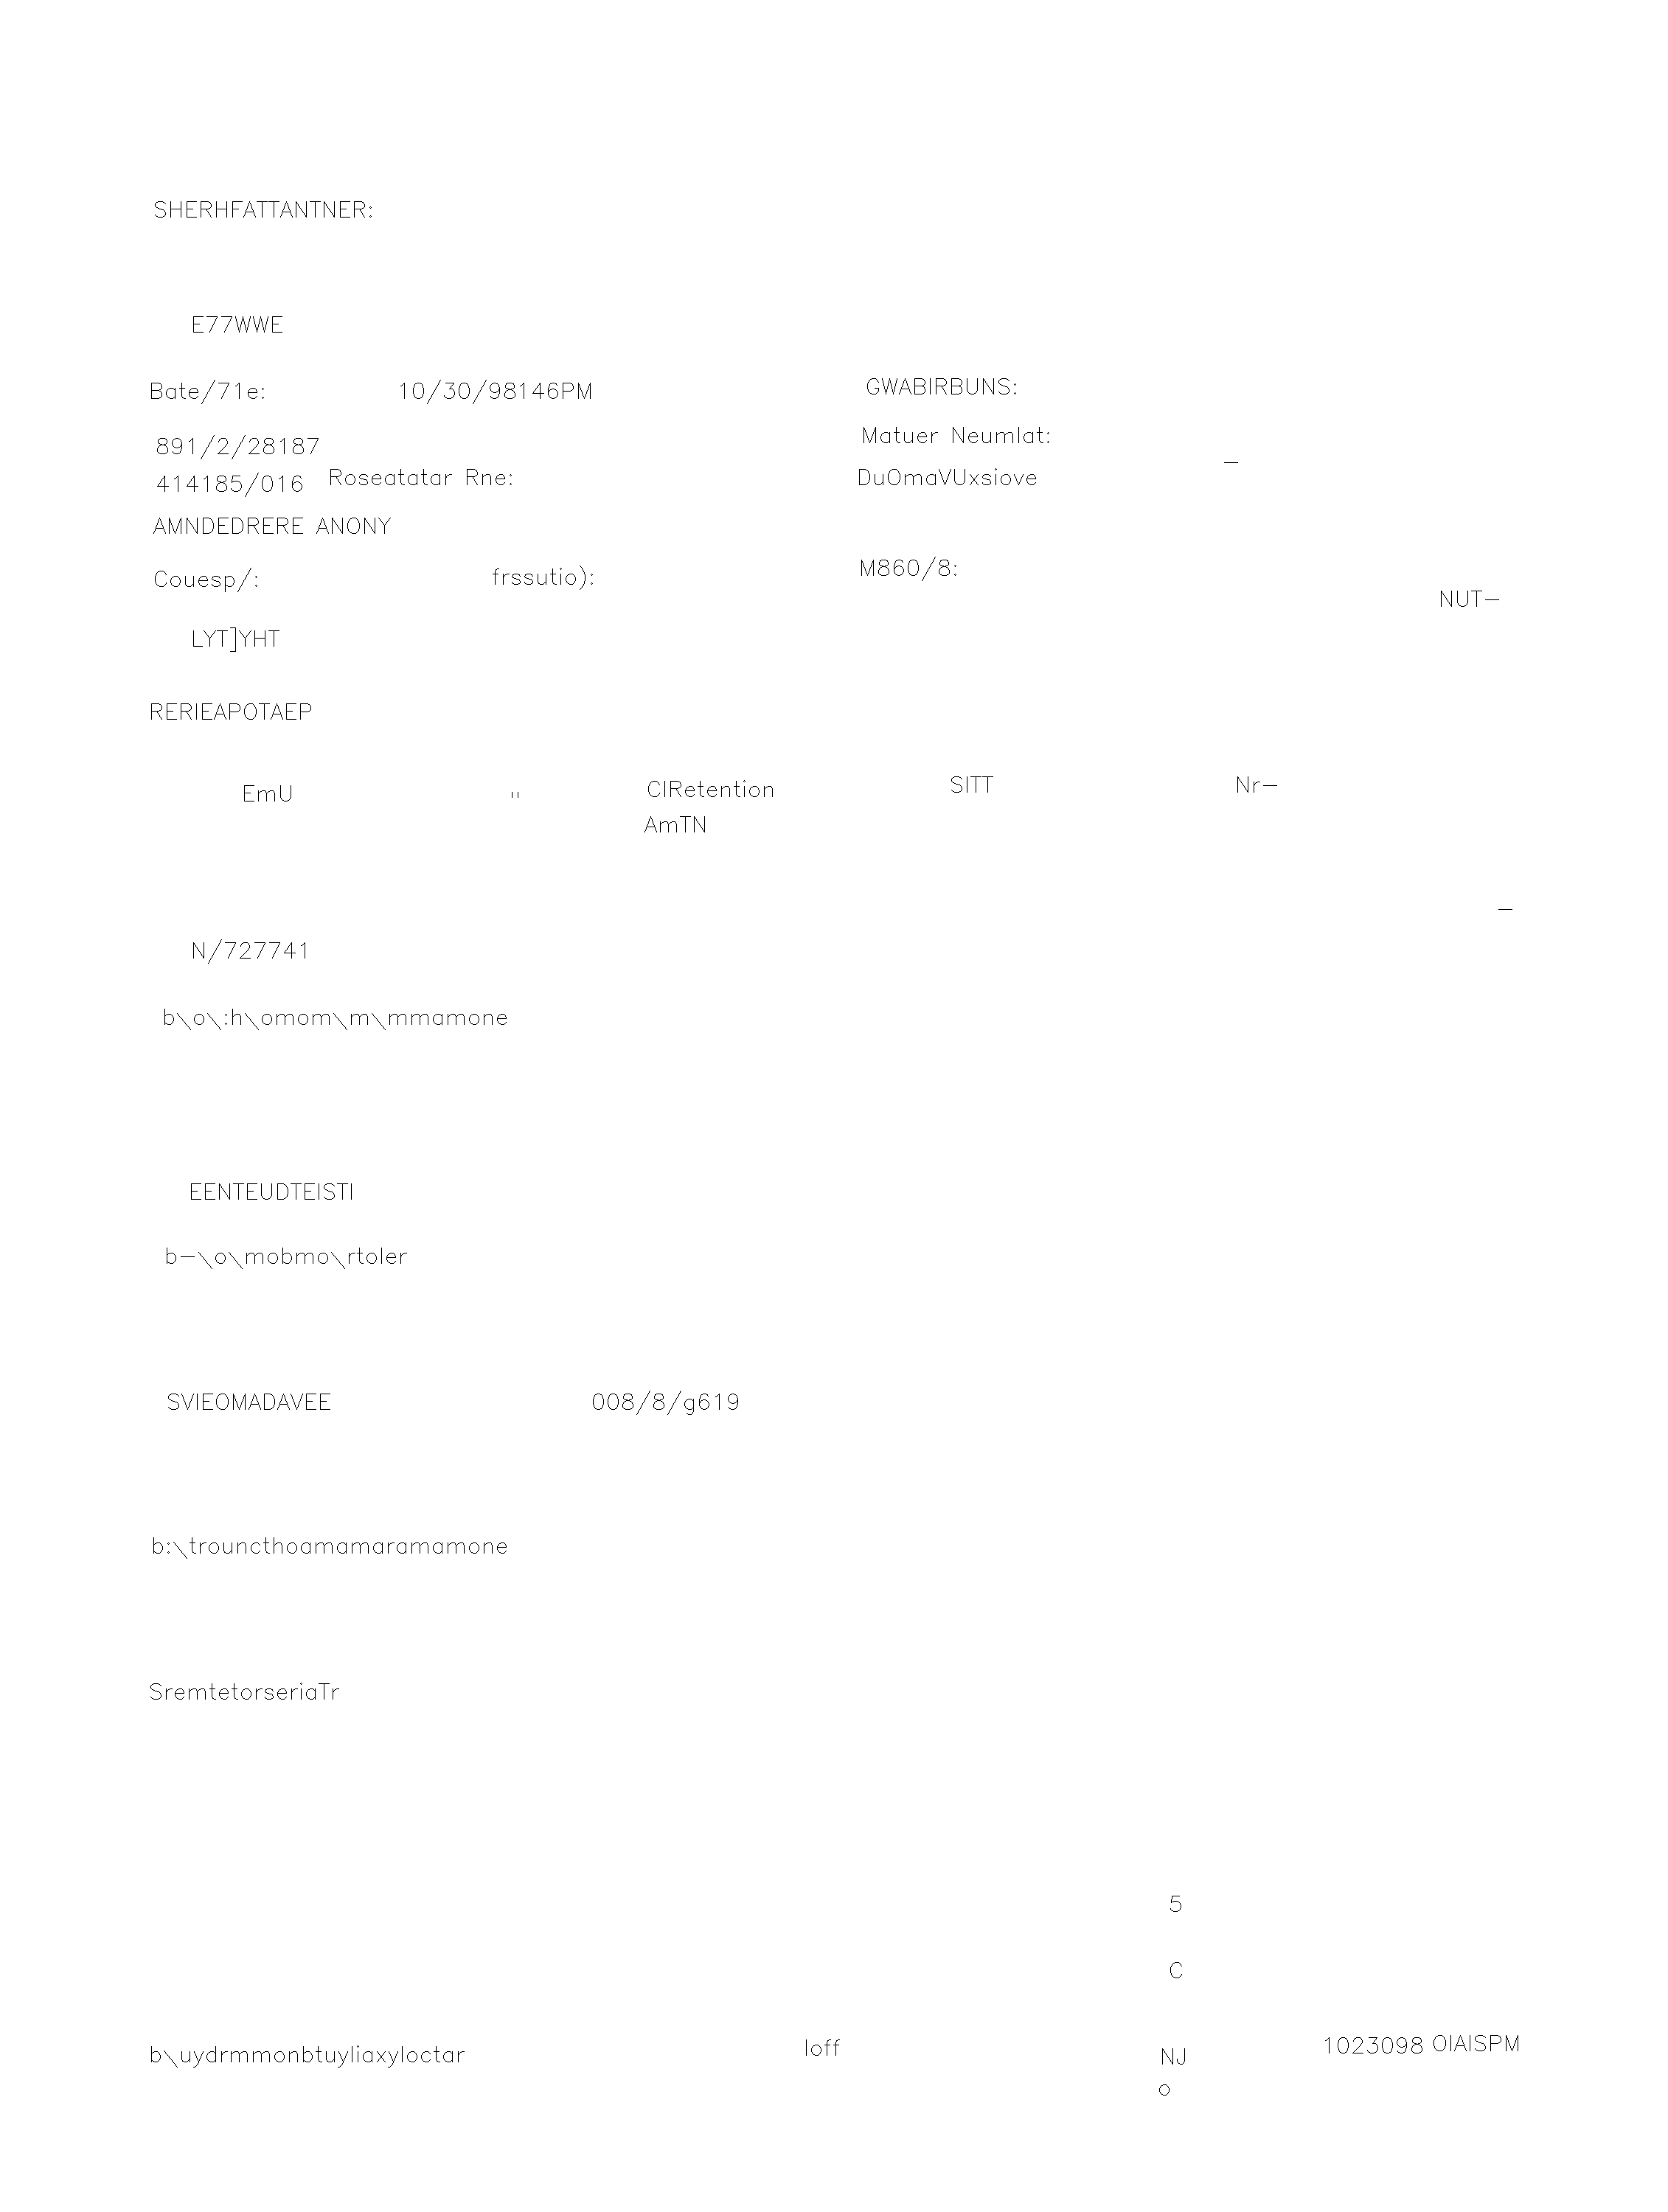 SHERHFATTANTNER:
E77WWE
Bate/71e: 10/30/98146PM GWABIRBUNS:
891/2/28187 Matuer Neumlat:
414185/016 Roseatatar Rne: DuOmaVUxsiove –
AMNDEDRERE ANONY
Couesp/: frssutio): M860/8:
NUT–
LYT]YHT
RERIEAPOTAEP
EmU " CIRetention SITT Nr–
AmTN
–
N/727741
b\o\:h\omom\m\mmamone
EENTEUDTEISTI
b–\o\mobmo\rtoler
SVIEOMADAVEE 008/8/g619
b:\trouncthoamamaramamone
SremtetorseriaTr
5
C
b\uydrmmonbtuyliaxyloctar Ioff NJ 1023098 OIAISPM
o